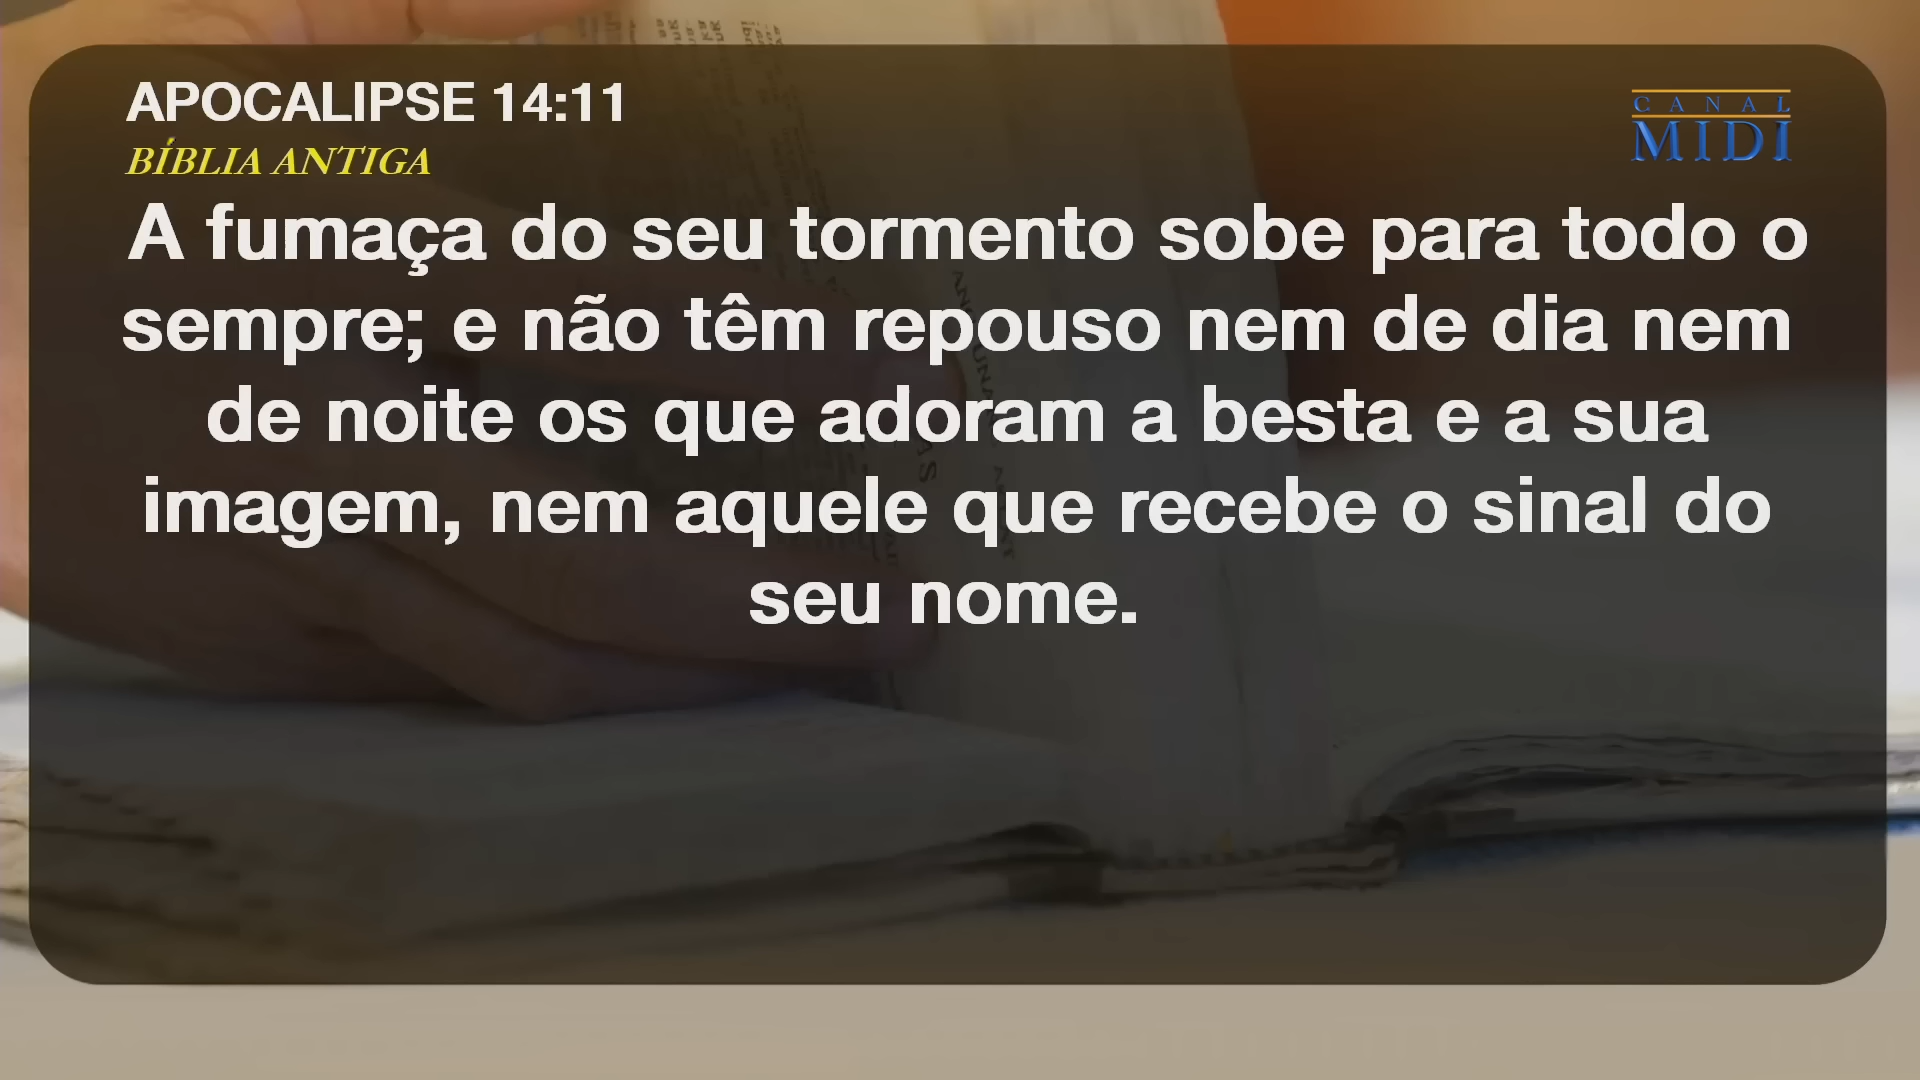 APOCALIPSE 14:11
BÍBLIA ANTIGA
CANAL
MIDI
A fumaça do seu tormento sobe para todo o
sempre; e não têm repouso nem de dia nem
de noite os que adoram a besta e a sua
imagem, nem aquele que recebe o sinal do
seu nome.